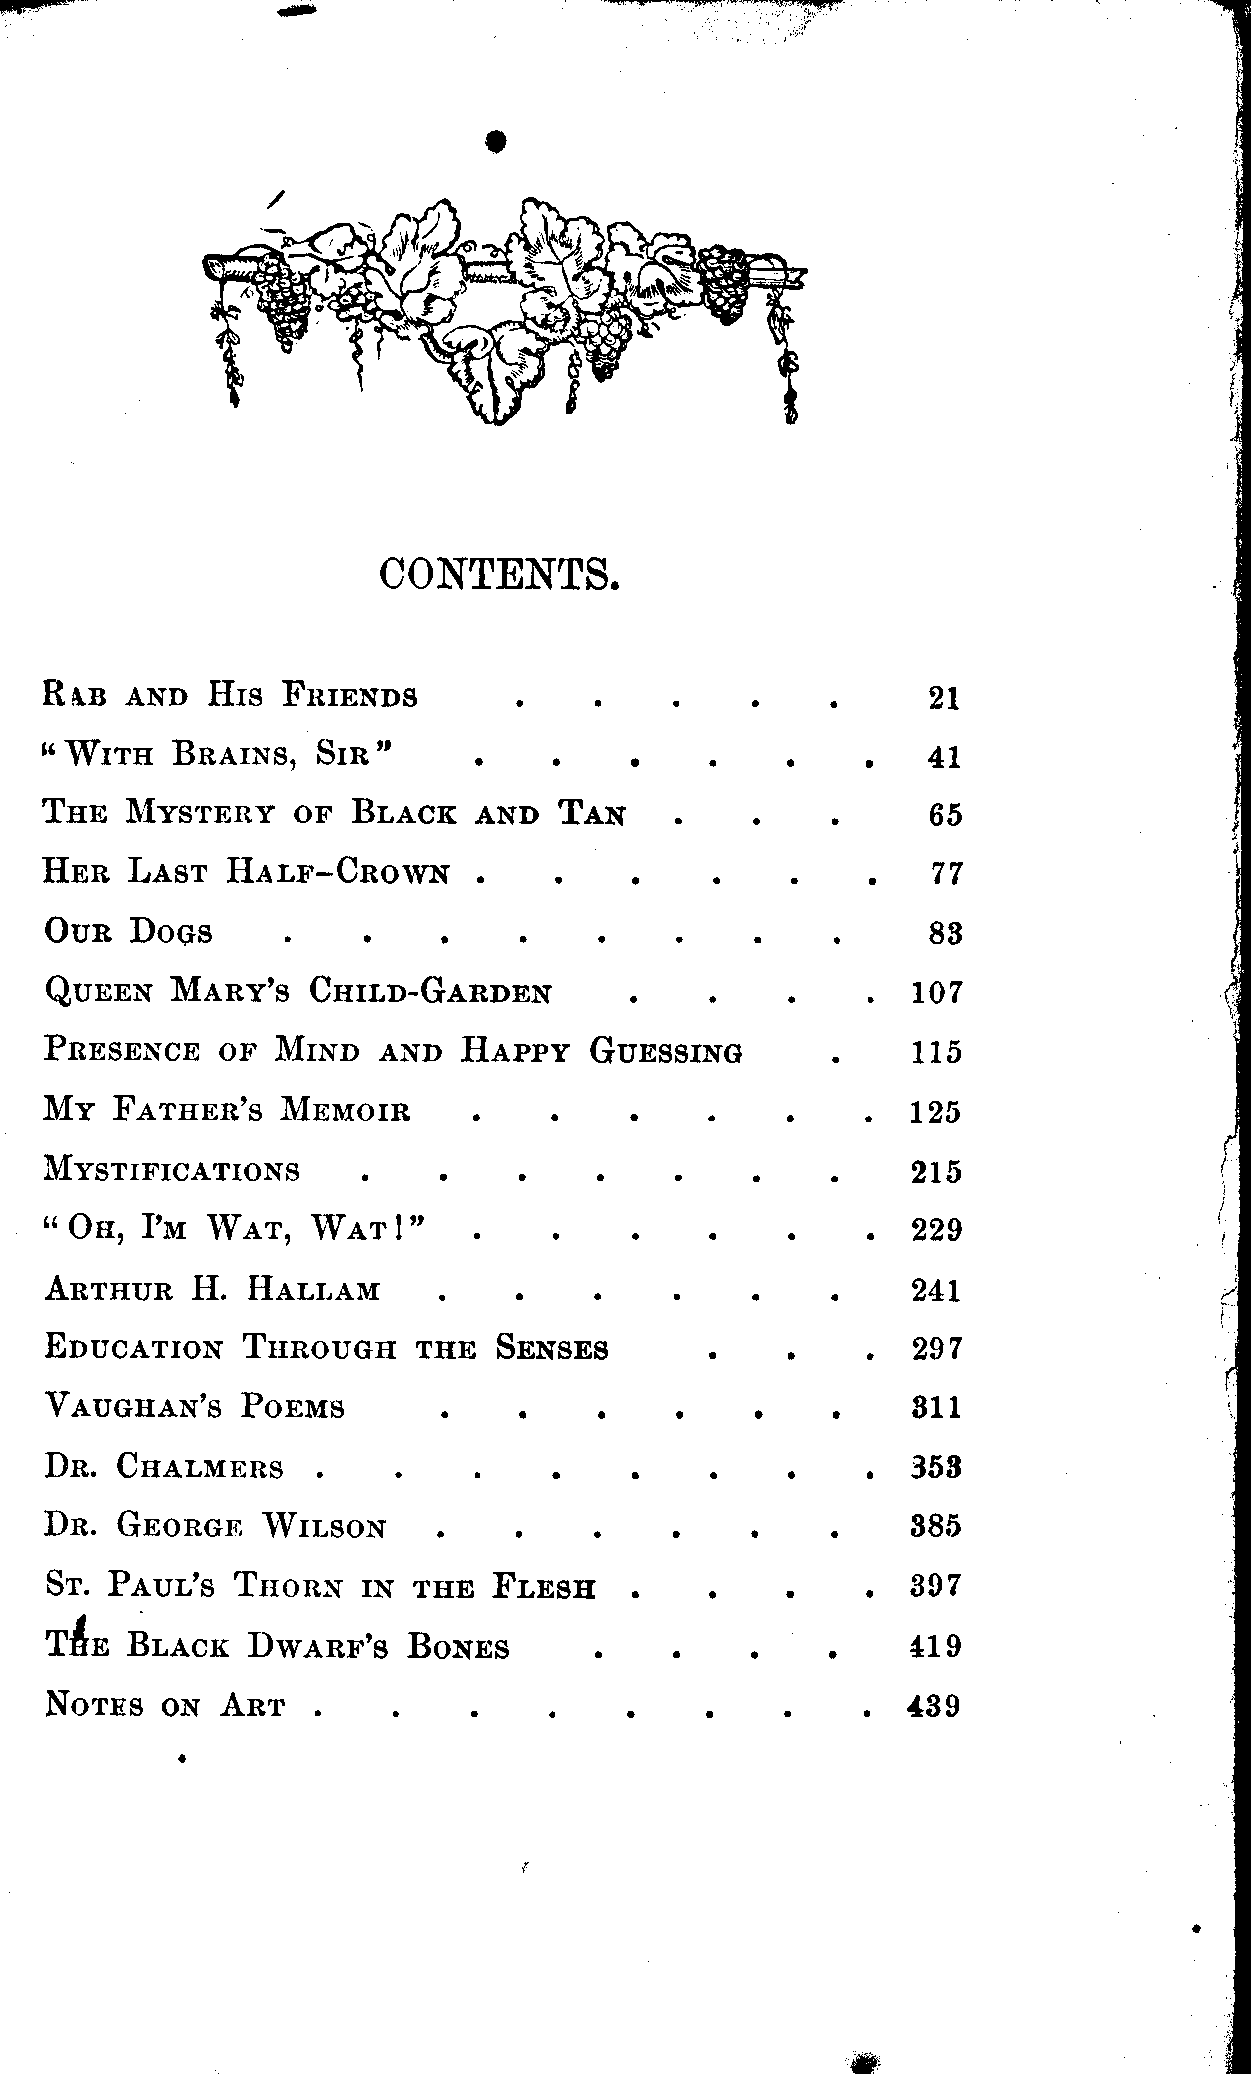 CONTENTS.
RAB AND HIS FRIENDS . . . . . 21
“WITH BRAINS, SIR” . . . . . . 41
THE MYSTERY OF BLACK AND TAN . . . 65
HER LAST HALF-CROWN . . . . . . 77
OUR DOGS . . . . . . . . 83
QUEEN MARY'S CHILD-GARDEN . . . . 107
PRESENCE OF MIND AND HAPPY GUESSING . 115
MY FATHER'S MEMOIR . . . . . . 125
MYSTIFICATIONS . . . . . . . 215
“OH, I'M WAT, WAT!” . . . . . . 229
ARTHUR H. HALLAM . . . . . . 241
EDUCATION THROUGH THE SENSES . . . 297
VAUGHAN'S POEMS . . . . . . 311
DR. CHALMERS . . . . . . . . 353
DR. GEORGE WILSON . . . . . . 385
ST. PAUL'S THORN IN THE FLESH . . . . 397
THE BLACK DWARF'S BONES . . . . 419
NOTES ON ART . . . . . . . . 439